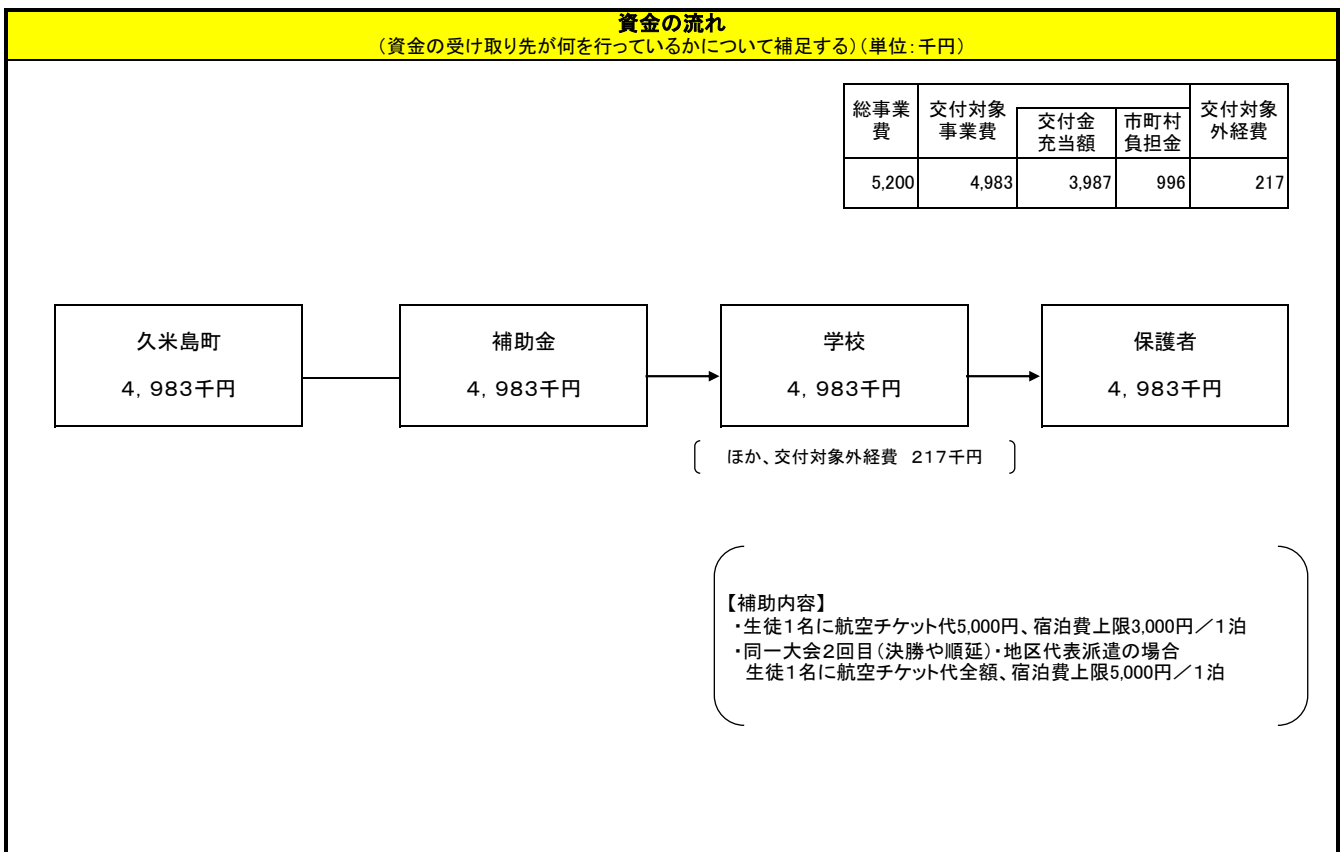 資金の流れ
（資金の受け取り先が何を行っているかについて補足する）（単位：千円）
総事業費
交付対象事業費
交付金充当額
市町村負担金
交付対象外経費
5,200 4,983 3,987 996 217
久米島町 補助金 学校 保護者
4，983千円 4，983千円 4，983千円 4，983千円
ほか、交付対象外経費　217千円
【補助内容】
・生徒１名に航空チケット代5,000円、宿泊費上限3,000円／１泊
・同一大会２回目（決勝や順延）・地区代表派遣の場合
生徒１名に航空チケット代全額、宿泊費上限5,000円／１泊